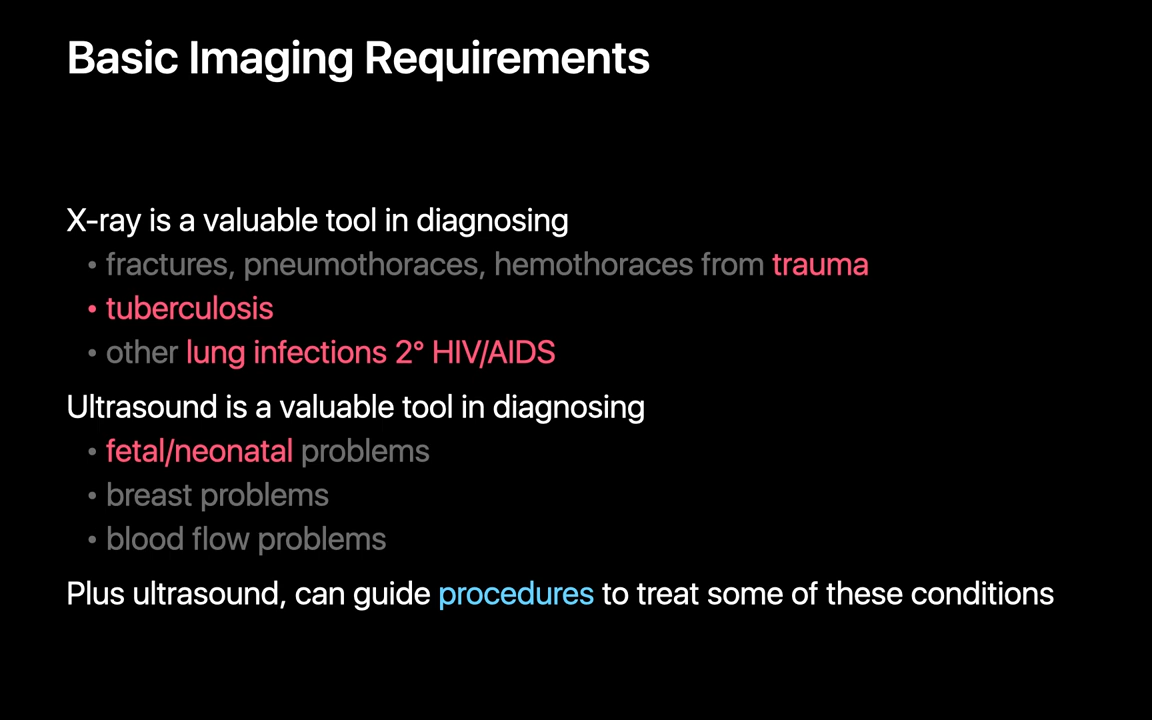 Basic Imaging Requirements
X-ray is a valuable tool in diagnosing
• fractures, pneumothoraces, hemothoraces from trauma
• tuberculosis
• other lung infections 2° HIV/AIDS
Ultrasound is a valuable tool in diagnosing
• fetal/neonatal problems
• breast problems
• blood flow problems
Plus ultrasound, can guide procedures to treat some of these conditions